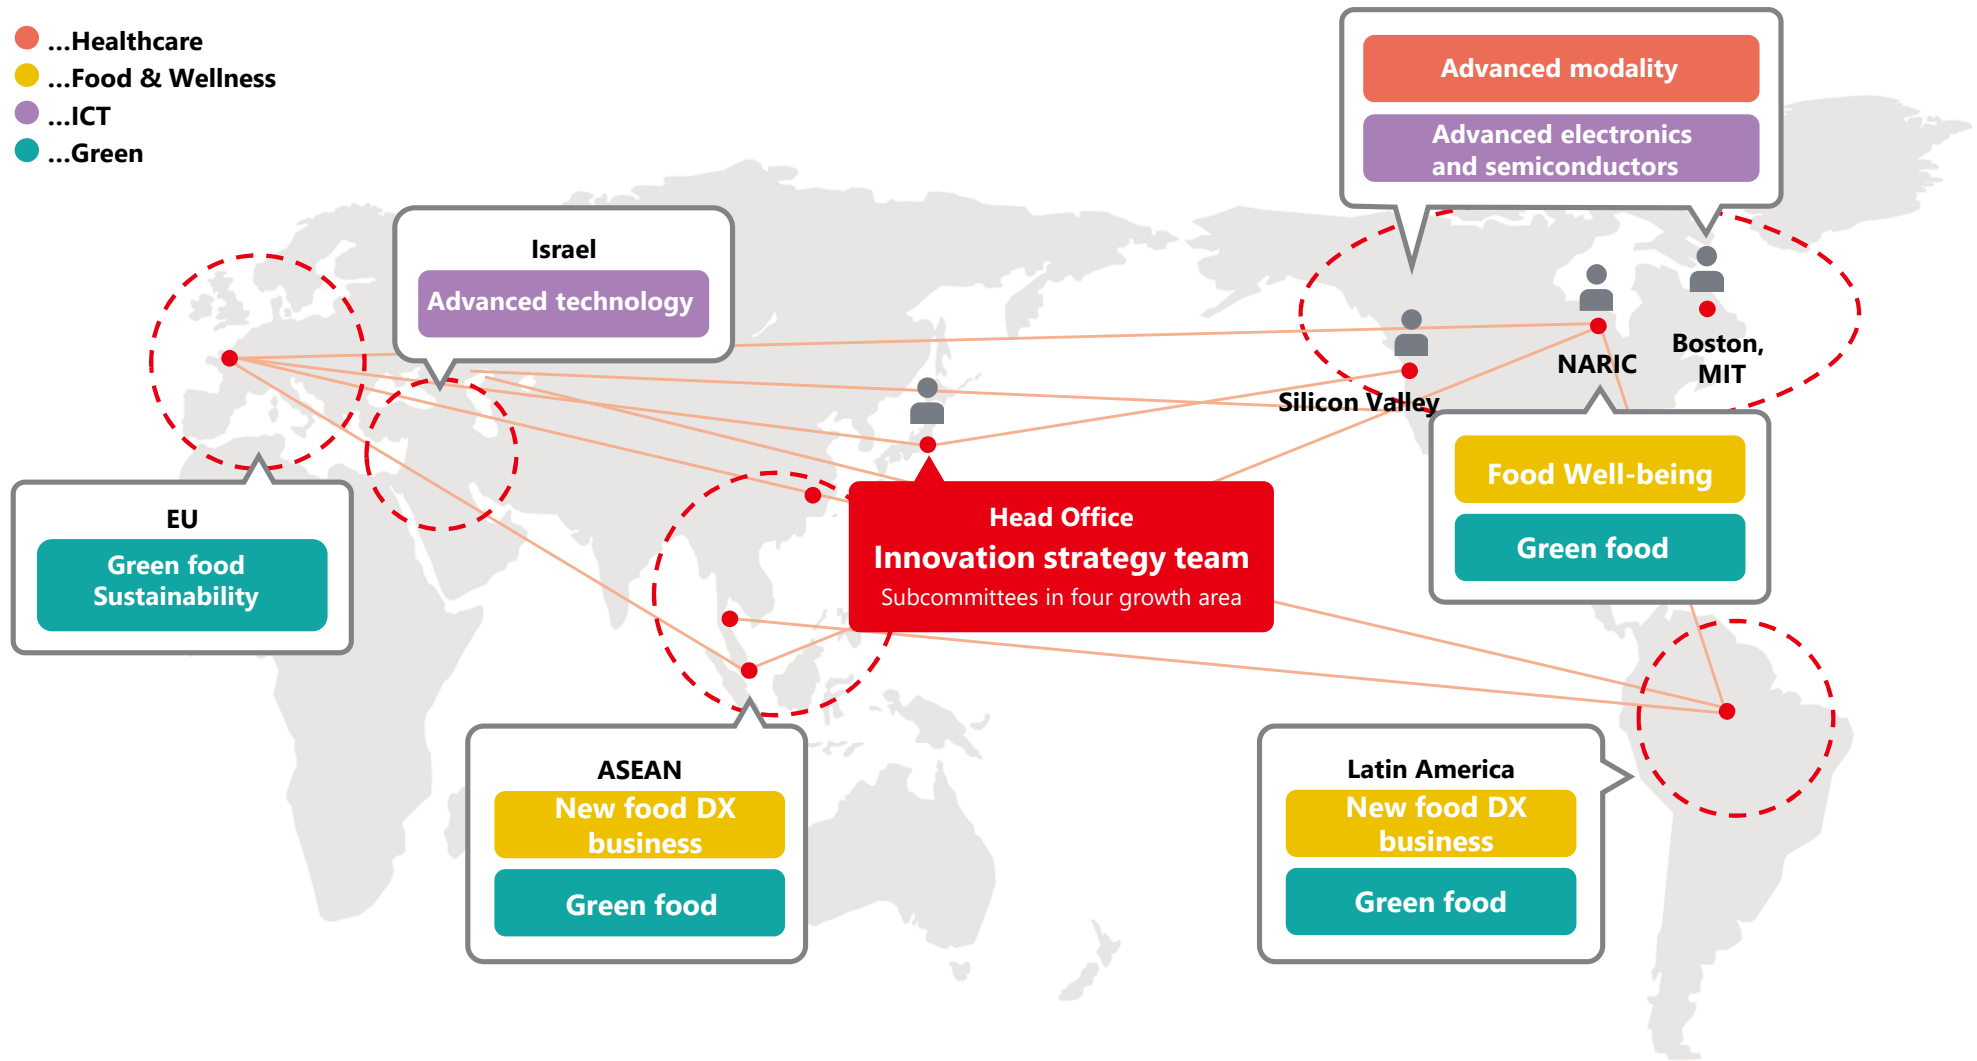 ...Healthcare
...Food & Wellness
...ICT
...Green
Advanced modality
Advanced electronics
and semiconductors
Israel
Advanced technology
Boston,
MIT
NARIC
Silicon Valley
Food Well-being
Green food
EU
Green food
Sustainability
Head Office
Innovation strategy team
Subcommittees in four growth area
ASEAN
New food DX
business
Green food
Latin America
New food DX
business
Green food